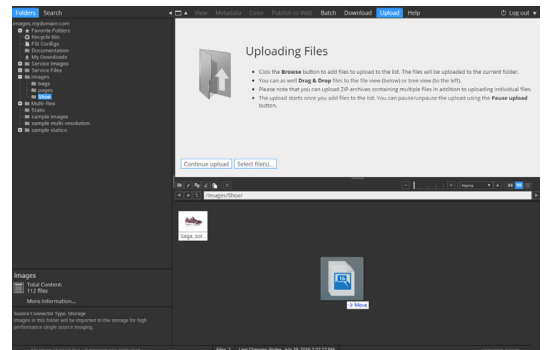 Folders Search
View Metadata Color Publish to Web Batch Download Upload Help Log out
images.mydomain.com
Favorite Folders
Recycle Bin
FSI Configs
Documentation
My Downloads
Service Images
Service Files
images
bags
pages
Shoe
Multi-Res
Static
sample images
sample multi-resolution
sample statics
Uploading Files
Click the Browse button to add files to upload to the list. The files will be uploaded to the current folder.
You can as well Drag & Drop files to the file view (below) or tree view (to the left).
Please note that you can upload ZIP archives containing multiple files in addition to uploading individual files.
The upload starts once you add files to the list. You can pause/unpause the upload using the Pause upload
button.
Continue upload Select file(s)...
Name
/images/Shoe/
Saga_sol...
Move
Images
Total Content:
112 files
More Information...
Source Connector Type: Storage
Images in this folder will be imported to the storage for high
performance single source imaging.